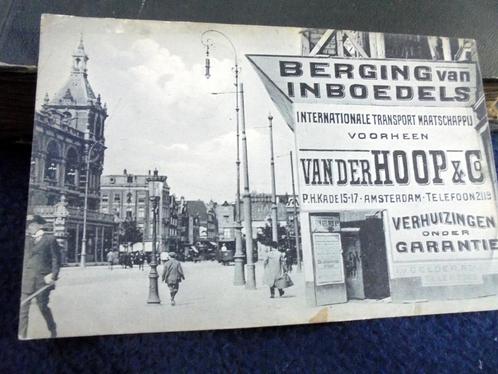 BERGING van
INBOEDELS
INTERNATIONALE TRANSPORT MAATSCHAPPIJ
VOORHEEN
VAN DER HOOP & Co
P.H.KADE 15-17 - AMSTERDAM - TELEFOON 2119
VERHUIZINGEN
ONDER
GARANTIE